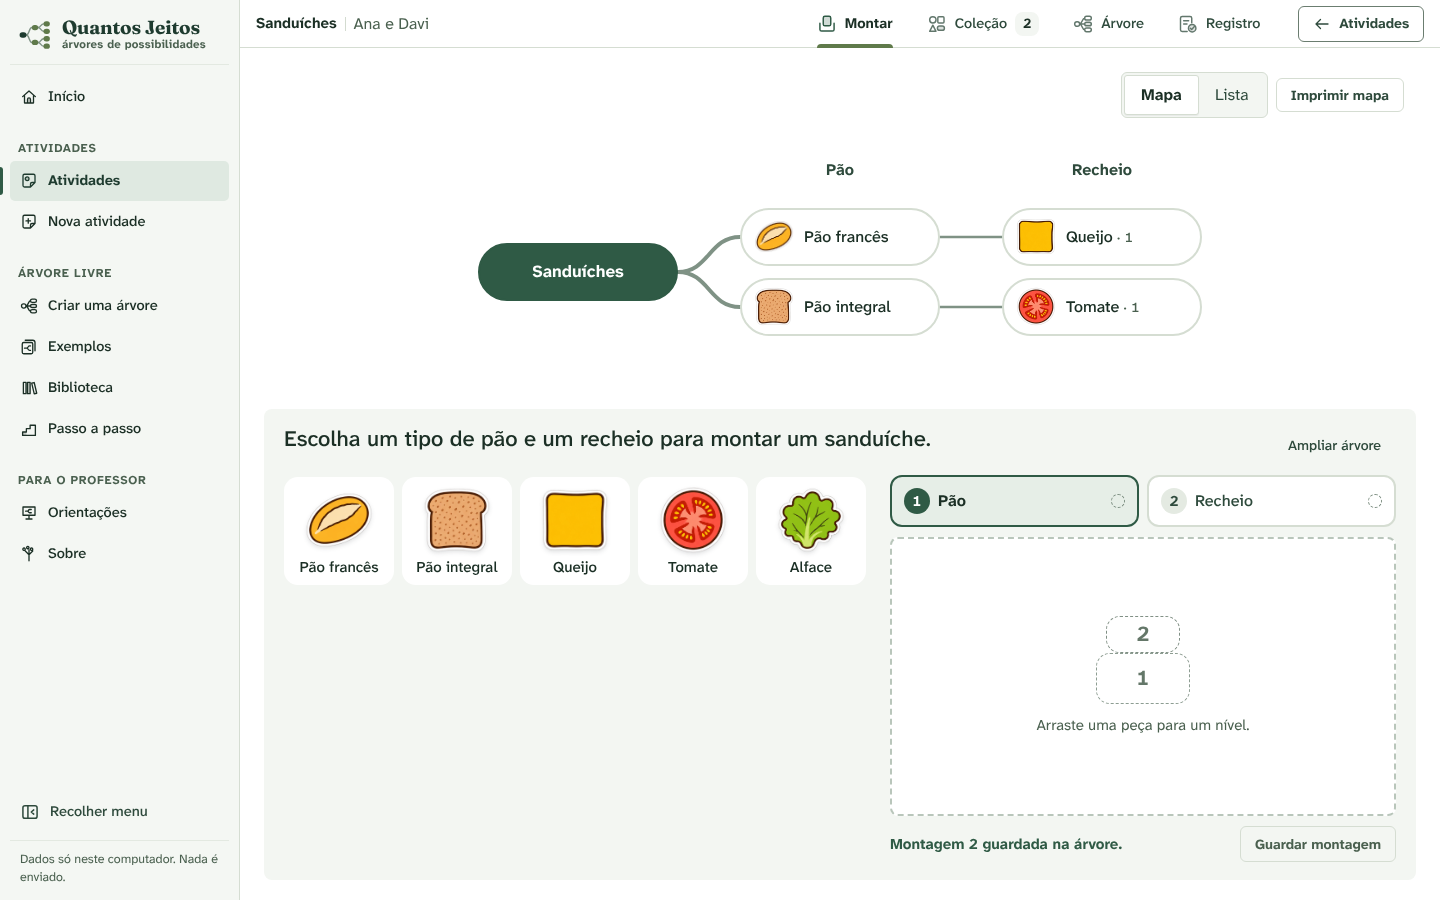 Quantos Jeitos
árvores de possibilidades
Início
ATIVIDADES
Atividades
Nova atividade
ÁRVORE LIVRE
Criar uma árvore
Exemplos
Biblioteca
Passo a passo
PARA O PROFESSOR
Orientações
Sobre
Recolher menu
Dados só neste computador. Nada é
enviado.
Sanduíches
Ana e Davi
Montar
Coleção
2
Árvore
Registro
Atividades
Mapa
Lista
Imprimir mapa
Pão
Recheio
Sanduíches
Pão francês
Queijo · 1
Pão integral
Tomate · 1
Escolha um tipo de pão e um recheio para montar um sanduíche.
Ampliar árvore
Pão francês
Pão integral
Queijo
Tomate
Alface
1 Pão
2 Recheio
2
1
Arraste uma peça para um nível.
Montagem 2 guardada na árvore.
Guardar montagem